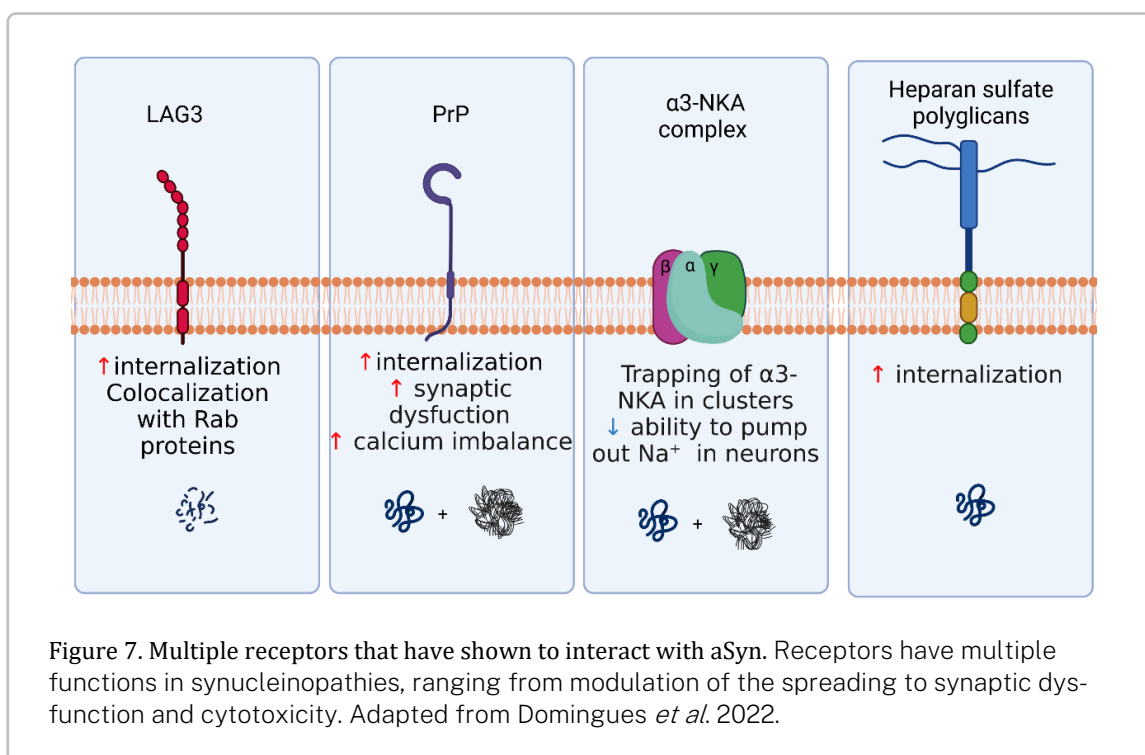 LAG3
↑internalization
Colocalization
with Rab
proteins
PrP
↑internalization
↑ synaptic
dysfuction
↑ calcium imbalance
+
α3-NKA
complex
β α γ
Trapping of α3-
NKA in clusters
↓ ability to pump
out Na⁺ in neurons
+
Heparan sulfate
polyglicans
↑ internalization
Figure 7. Multiple receptors that have shown to interact with aSyn. Receptors have multiple
functions in synucleinopathies, ranging from modulation of the spreading to synaptic dys-
function and cytotoxicity. Adapted from Domingues et al. 2022.